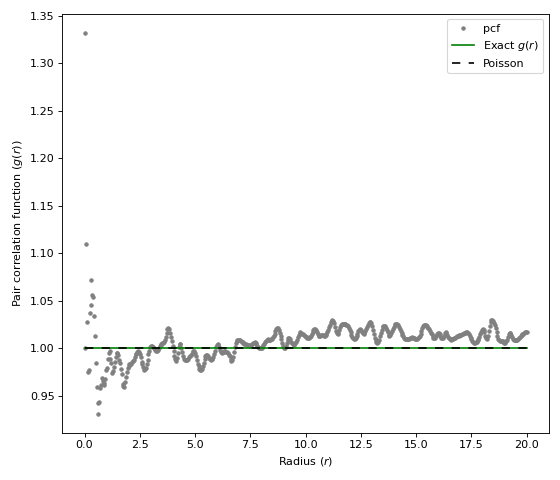 1.35
1.30
1.25
1.20
1.15
1.10
1.05
1.00
0.95
Pair correlation function (g(r))
pcf
Exact g(r)
Poisson
0.0 2.5 5.0 7.5 10.0 12.5 15.0 17.5 20.0
Radius (r)